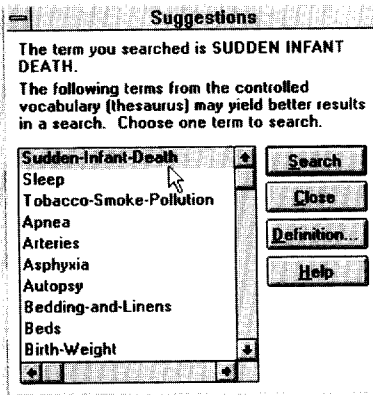 Suggestions
The term you searched is SUDDEN INFANT
DEATH.
The following terms from the controlled
vocabulary (thesaurus) may yield better results
in a search. Choose one term to search.
Sudden-Infant-Death
Sleep
Tobacco-Smoke-Pollution
Apnea
Arteries
Asphyxia
Autopsy
Bedding-and-Linens
Beds
Birth-Weight
Search
Close
Definition...
Help